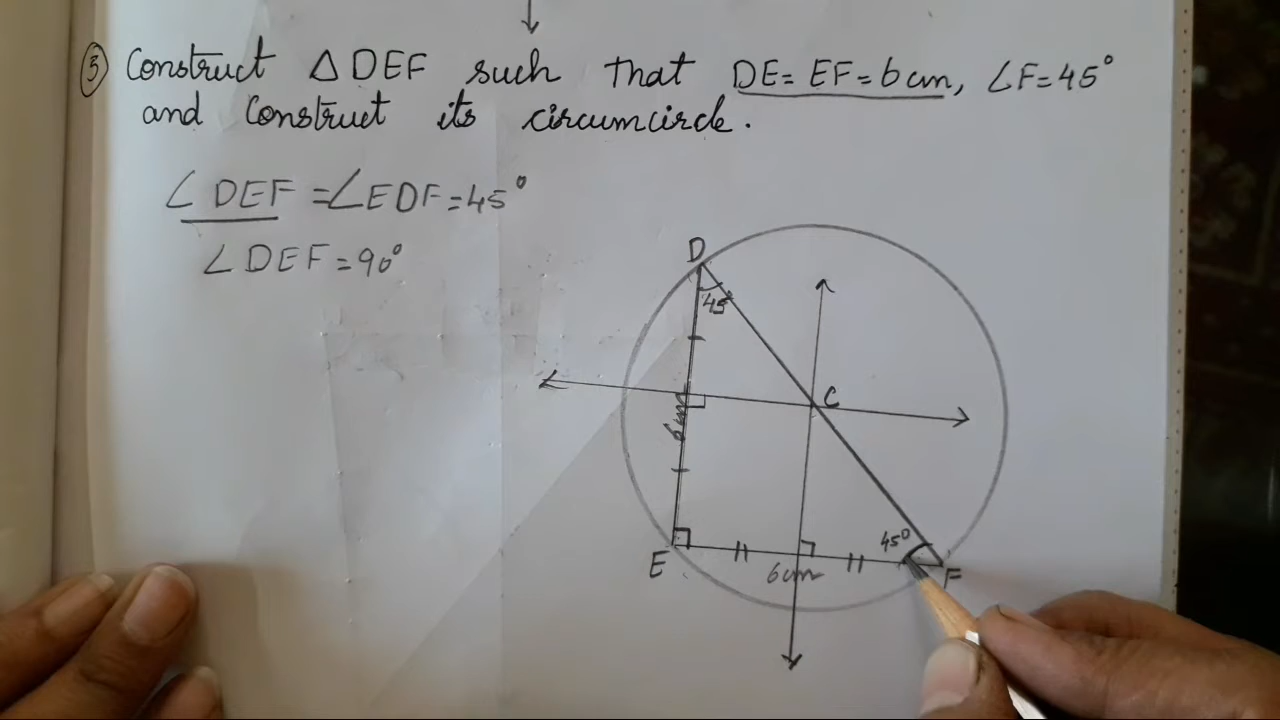 ③ Construct △DEF such that DE=EF=6cm, ∠F=45°
and Construct its circumcircle.
∠DEF=∠EDF=45°
∠DEF=90°
D
45°
C
6cm
45°
E
6cm
F